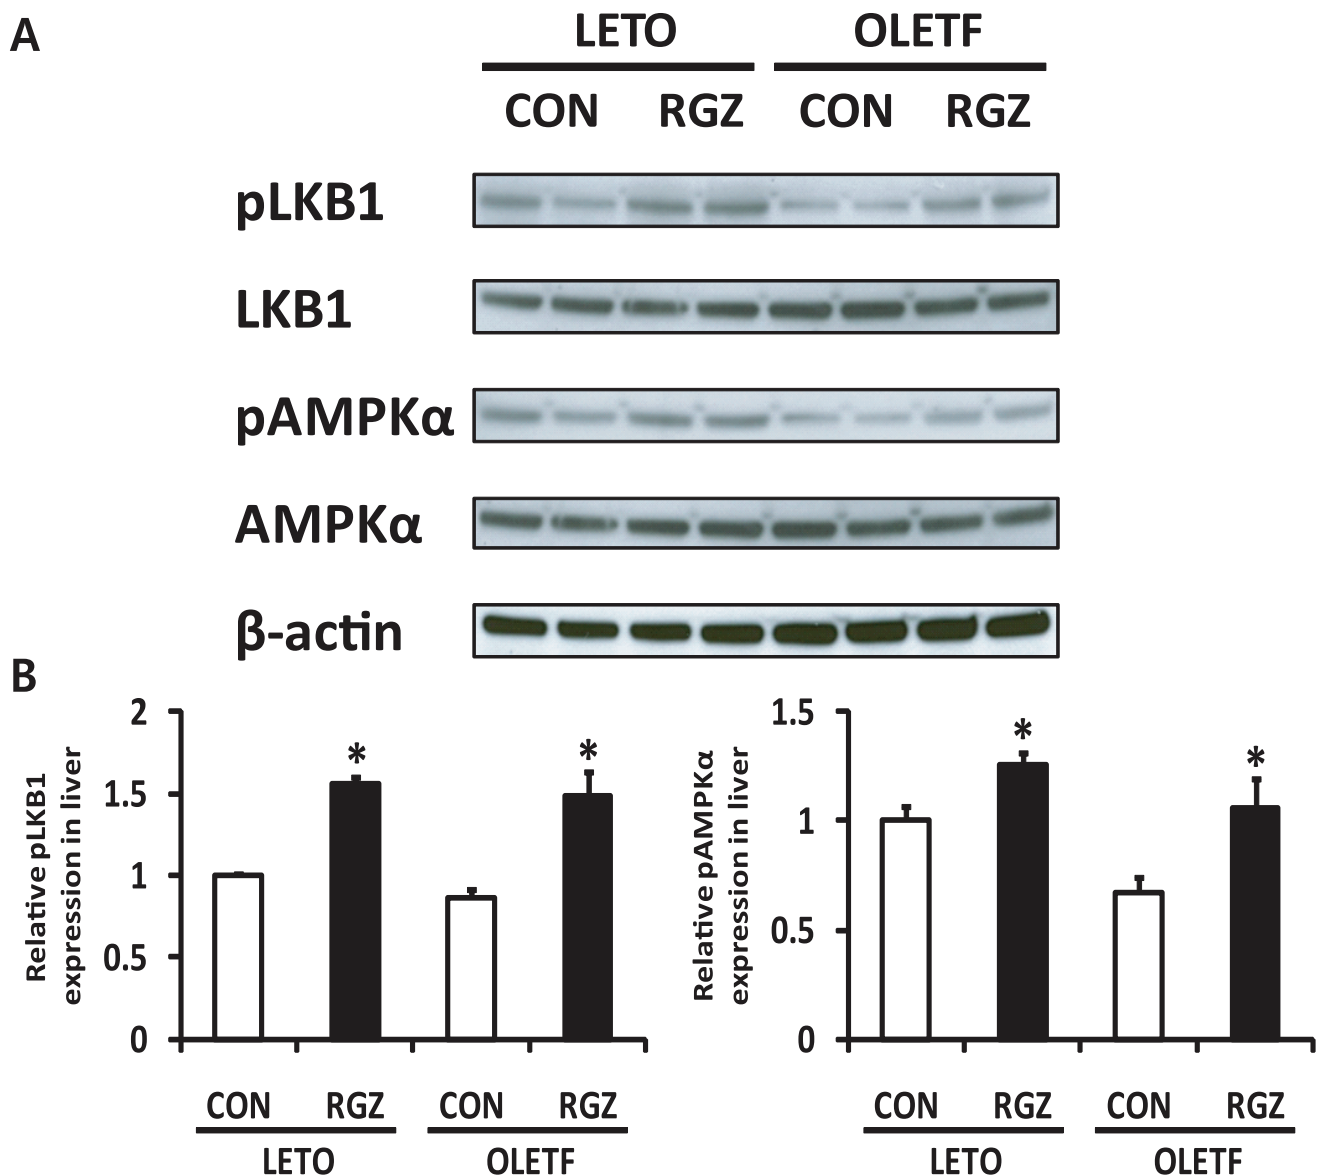 A
LETO OLETF
CON RGZ CON RGZ
pLKB1
LKB1
pAMPKα
AMPKα
β-actin
B
Relative pLKB1
expression in liver
2
1.5
1
0.5
0
*
*
CON RGZ CON RGZ
LETO OLETF
Relative pAMPKα
expression in liver
1.5
1
0.5
0
*
*
CON RGZ CON RGZ
LETO OLETF